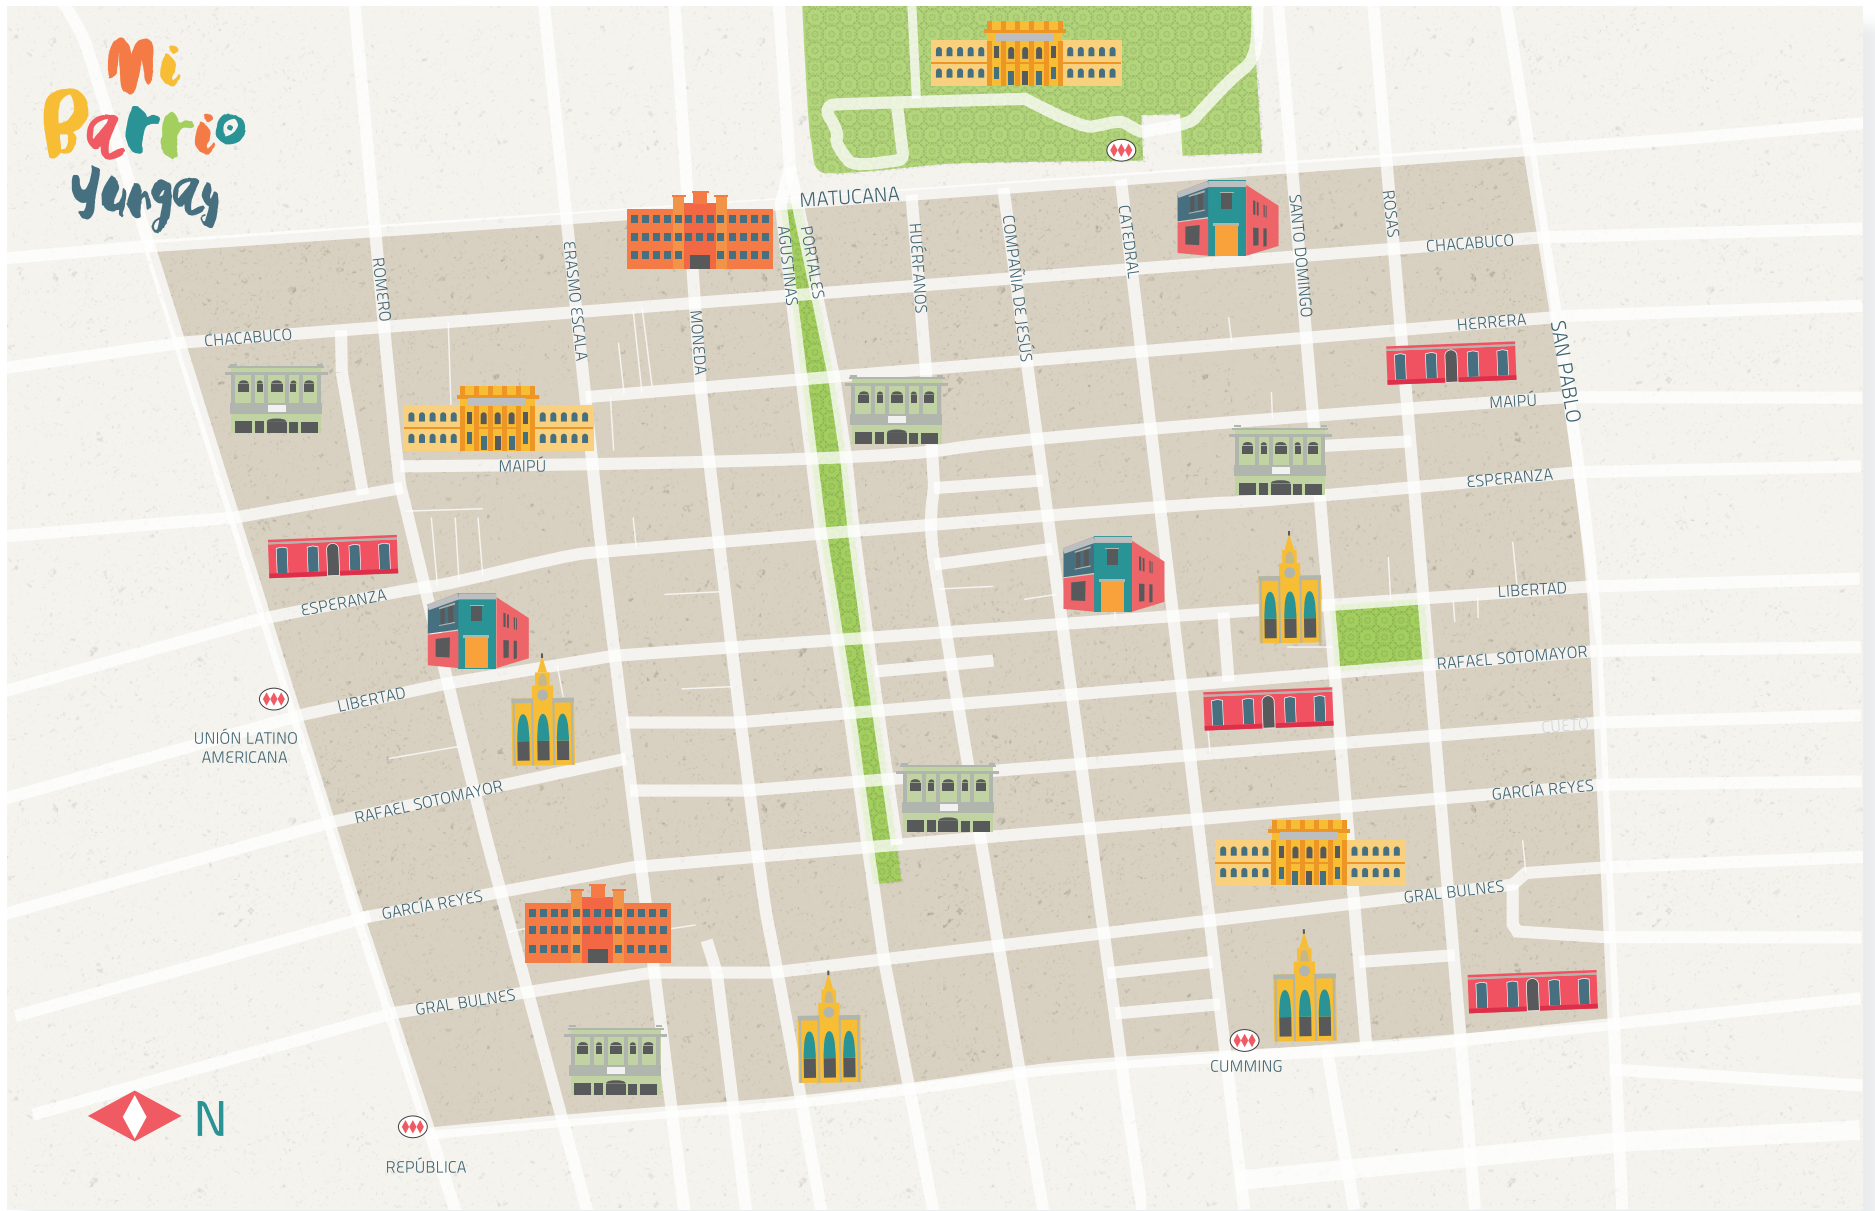 Mi
Barrio
Yungay
MATUCANA
ROMERO
ERASMO ESCALA
MONEDA
AGUSTINAS
PORTALES
HUÉRFANOS
COMPAÑIA DE JESÚS
CATEDRAL
SANTO DOMINGO
ROSAS
SAN PABLO
CHACABUCO
CHACABUCO
HERRERA
MAIPÚ
MAIPÚ
ESPERANZA
ESPERANZA
LIBERTAD
LIBERTAD
RAFAEL SOTOMAYOR
RAFAEL SOTOMAYOR
CUETO
GARCÍA REYES
GARCÍA REYES
GRAL BULNES
GRAL BULNES
UNIÓN LATINO
AMERICANA
CUMMING
REPÚBLICA
N